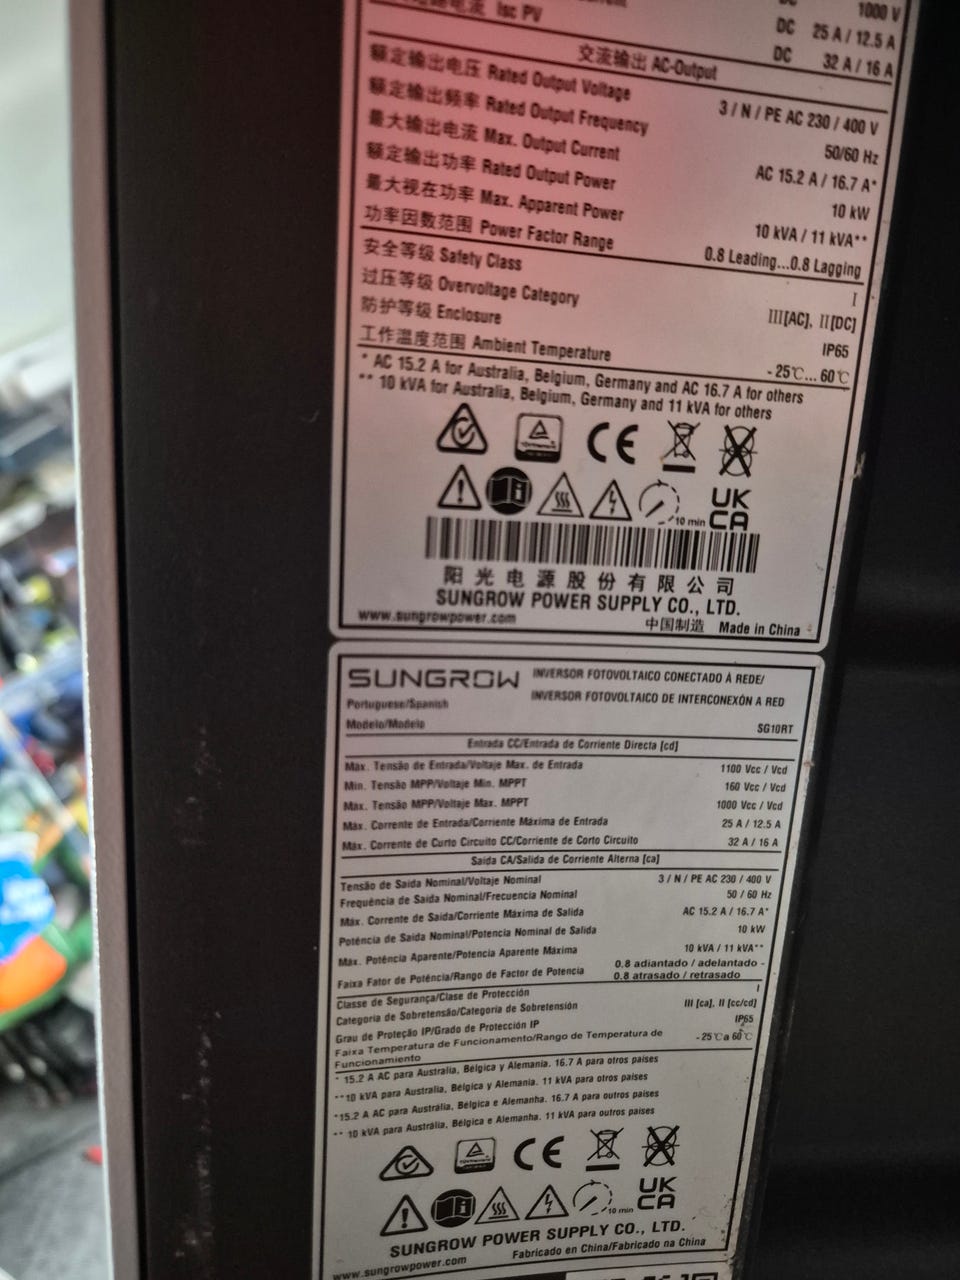 Isc PV
DC
1000 V
DC 25 A / 12.5 A
DC 32 A / 16 A
交流输出 AC-Output
额定输出电压 Rated Output Voltage 3 / N / PE AC 230 / 400 V
额定输出频率 Rated Output Frequency 50/60 Hz
最大输出电流 Max. Output Current AC 15.2 A / 16.7 A*
额定输出功率 Rated Output Power 10 kW
最大视在功率 Max. Apparent Power 10 kVA / 11 kVA**
功率因数范围 Power Factor Range 0.8 Leading...0.8 Lagging
安全等级 Safety Class I
过压等级 Overvoltage Category III[AC], II[DC]
防护等级 Enclosure IP65
工作温度范围 Ambient Temperature -25℃... 60℃
* AC 15.2 A for Australia, Belgium, Germany and AC 16.7 A for others
** 10 kVA for Australia, Belgium, Germany and 11 kVA for others
CE
10 min
UK
CA
阳光电源股份有限公司
SUNGROW POWER SUPPLY CO., LTD.
www.sungrowpower.com 中国制造 Made in China
SUNGROW INVERSOR FOTOVOLTAICO CONECTADO À REDE/
INVERSOR FOTOVOLTAICO DE INTERCONEXÓN A RED
Portuguese/Spanish
Modelo/Modelo SG10RT
Entrada CC/Entrada de Corriente Directa [cd]
Máx. Tensão de Entrada/Voltaje Max. de Entrada 1100 Vcc / Vcd
Min. Tensão MPP/Voltaje Min. MPPT 160 Vcc / Vcd
Max. Tensão MPP/Voltaje Max. MPPT 1000 Vcc / Vcd
Máx. Corrente de Entrada/Corriente Máxima de Entrada 25 A / 12.5 A
Máx. Corrente de Curto Circuito CC/Corriente de Corto Circuito 32 A / 16 A
Saída CA/Salida de Corriente Alterna [ca]
Tensão de Saída Nominal/Voltaje Nominal 3 / N / PE AC 230 / 400 V
Frequência de Saída Nominal/Frecuencia Nominal 50 / 60 Hz
Máx. Corrente de Saída/Corriente Máxima de Salida AC 15.2 A / 16.7 A*
Potência de Saída Nominal/Potencia Nominal de Salida 10 kW
Máx. Potência Aparente/Potencia Aparente Máxima 10 kVA / 11 kVA**
Faixa Fator de Potência/Rango de Factor de Potencia 0.8 adiantado / adelantado -
0.8 atrasado / retrasado
Classe de Segurança/Clase de Protección I
Categoria de Sobretensão/Categoría de Sobretensión III [ca], II [cc/cd]
Grau de Proteção IP/Grado de Protección IP IP65
Faixa Temperatura de Funcionamento/Rango de Temperatura de
Funcionamiento -25℃ a 60℃
* 15.2 A AC para Australia, Bélgica y Alemania. 16.7 A para otros países
**10 kVA para Australia, Bélgica y Alemania. 11 kVA para otros países
*15.2 A AC para Austrália, Bélgica e Alemanha. 16.7 A para outros países
** 10 kVA para Austrália, Bélgica e Alemanha. 11 kVA para outros países
CE
10 min
UK
CA
SUNGROW POWER SUPPLY CO., LTD.
www.sungrowpower.com Fabricado en China/Fabricado na China